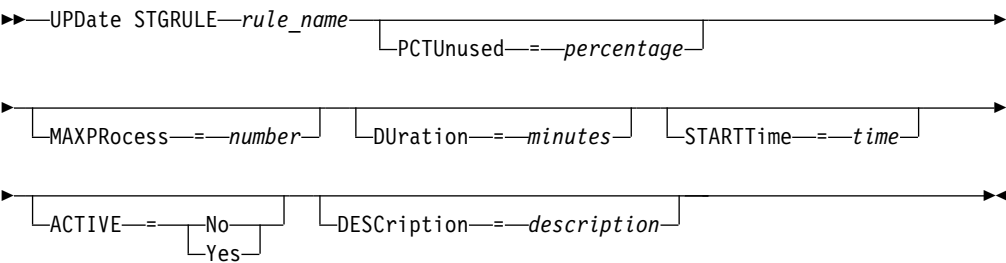 UPDate STGRULE rule_name
PCTUnused = percentage
MAXPRocess = number DUration = minutes STARTTime = time
ACTIVE = No DESCription = description
Yes